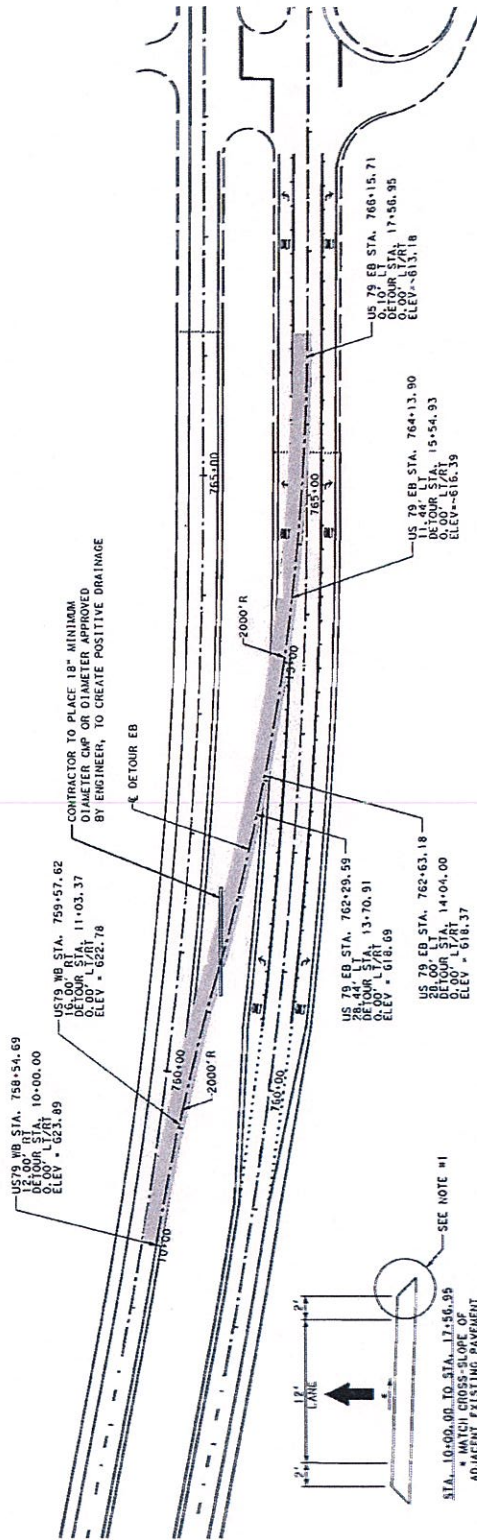 US79 WB STA. 758+54.69
12.00' RT
DETOUR STA. 10+00.00
0.00' LT/RT
ELEV = 623.89
US79 WB STA. 759+57.62
16.00' RT
DETOUR STA. 11+03.37
0.00' LT/RT
ELEV = 622.78
CONTRACTOR TO PLACE 18" MINIMUM
DIAMETER CMP OR DIAMETER APPROVED
BY ENGINEER, TO CREATE POSITIVE DRAINAGE
℄ DETOUR EB
10+00
760+00
2000'R
765+00
2000'R
15+00
760+00
765+00
US 79 EB STA. 762+29.59
28.44' LT
DETOUR STA. 13+70.91
0.00' LT/RT
ELEV = 618.69
US 79 EB STA. 762+63.18
28.00' LT
DETOUR STA. 14+04.00
0.00' LT/RT
ELEV = 618.37
US 79 EB STA. 764+13.90
11.44' LT
DETOUR STA. 15+54.93
0.00' LT/RT
ELEV=~616.39
US 79 EB STA. 766+15.71
0.10' LT
DETOUR STA. 17+56.95
0.00' LT/RT
ELEV=~613.18
2'
12'
LANE
2'
SEE NOTE #1
STA. 10+00.00 TO STA. 17+56.95
* MATCH CROSS-SLOPE OF
ADJACENT EXISTING PAVEMENT